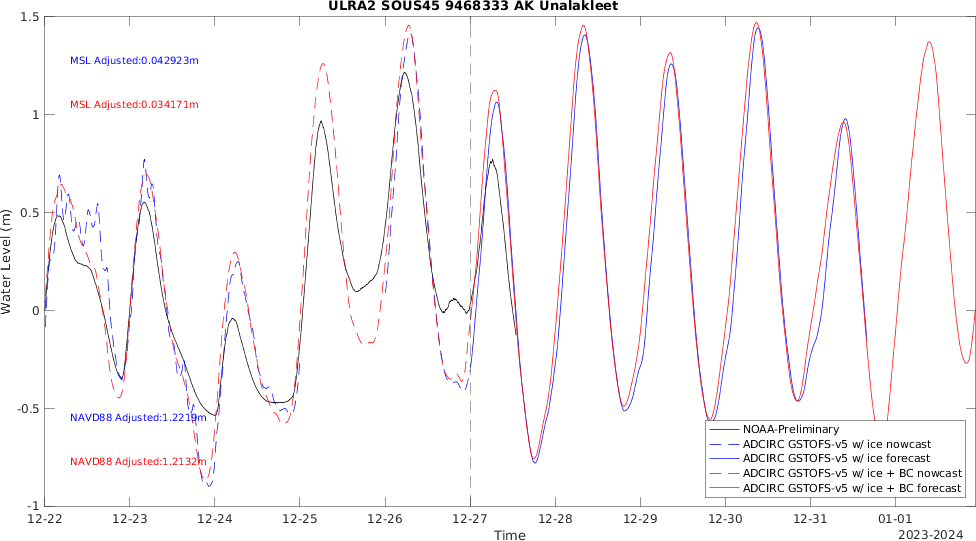 ULRA2 SOUS45 9468333 AK Unalakleet
1.5
1
0.5
0
-0.5
-1
Water Level (m)
MSL Adjusted:0.042923m
MSL Adjusted:0.034171m
NAVD88 Adjusted:1.2219m
NAVD88 Adjusted:1.2132m
NOAA-Preliminary
ADCIRC GSTOFS-v5 w/ ice nowcast
ADCIRC GSTOFS-v5 w/ ice forecast
ADCIRC GSTOFS-v5 w/ ice + BC nowcast
ADCIRC GSTOFS-v5 w/ ice + BC forecast
12-22 12-23 12-24 12-25 12-26 12-27 12-28 12-29 12-30 12-31 01-01
Time
2023-2024